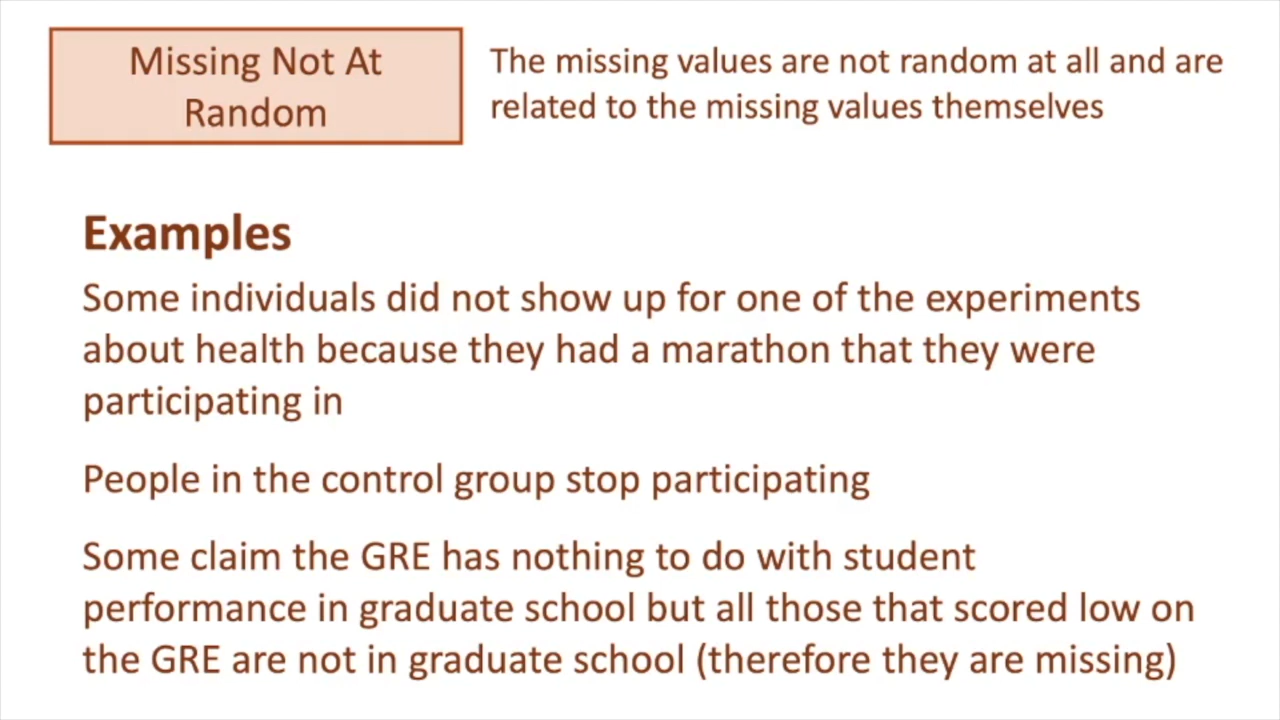 Missing Not At
Random
The missing values are not random at all and are
related to the missing values themselves
Examples
Some individuals did not show up for one of the experiments
about health because they had a marathon that they were
participating in
People in the control group stop participating
Some claim the GRE has nothing to do with student
performance in graduate school but all those that scored low on
the GRE are not in graduate school (therefore they are missing)